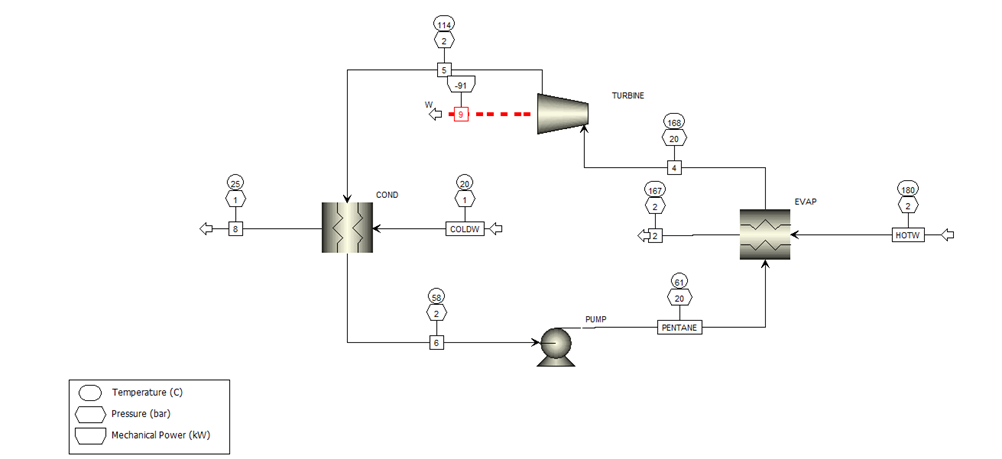 114
2
5
-91
W
9
TURBINE
168
20
4
25
1
8
COND
20
1
COLDW
167
2
2
EVAP
180
2
HOTW
58
2
6
PUMP
61
20
PENTANE
Temperature (C)
Pressure (bar)
Mechanical Power (kW)